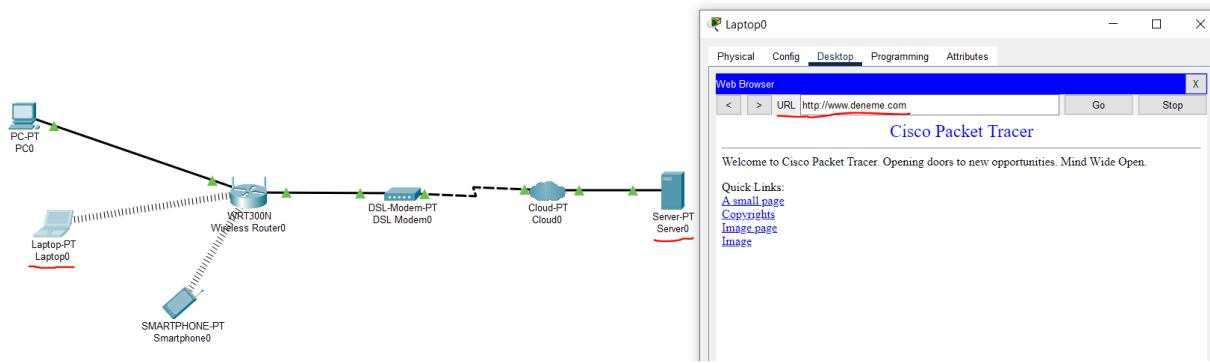 PC-PT
PC0
Laptop-PT
Laptop0
WRT300N
Wireless Router0
SMARTPHONE-PT
Smartphone0
DSL-Modem-PT
DSL Modem0
Cloud-PT
Cloud0
Server-PT
Server0
Laptop0
Physical Config Desktop Programming Attributes
Web Browser X
< > URL http://www.deneme.com Go Stop
Cisco Packet Tracer
Welcome to Cisco Packet Tracer. Opening doors to new opportunities. Mind Wide Open.
Quick Links:
A small page
Copyrights
Image page
Image